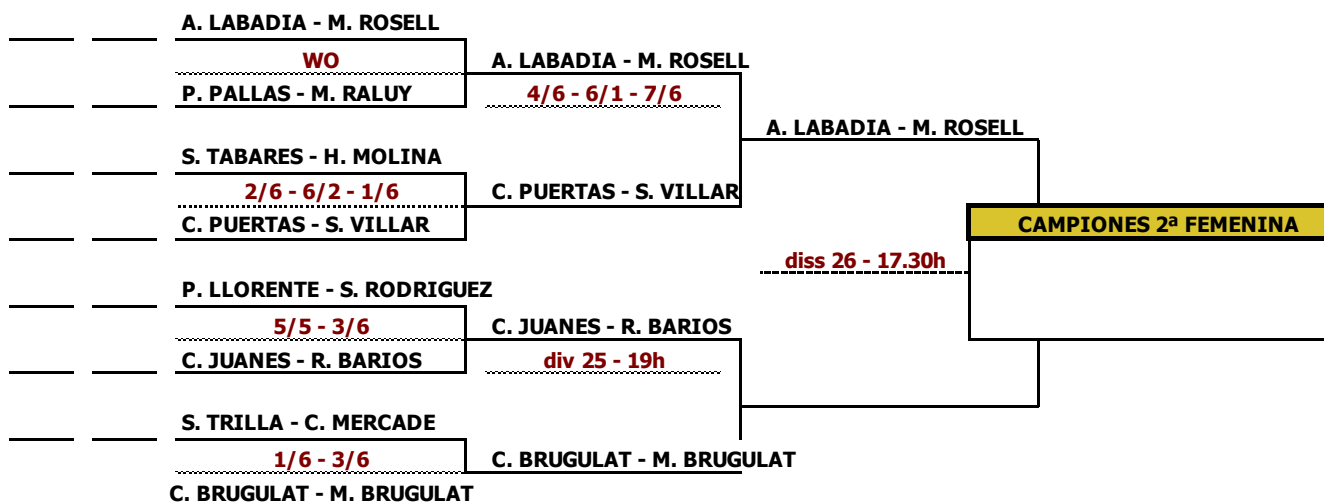 A. LABADIA - M. ROSELL
WO
A. LABADIA - M. ROSELL
P. PALLAS - M. RALUY
4/6 - 6/1 - 7/6
A. LABADIA - M. ROSELL
S. TABARES - H. MOLINA
2/6 - 6/2 - 1/6
C. PUERTAS - S. VILLAR
C. PUERTAS - S. VILLAR
CAMPIONES 2ª FEMENINA
diss 26 - 17.30h
P. LLORENTE - S. RODRIGUEZ
5/5 - 3/6
C. JUANES - R. BARIOS
C. JUANES - R. BARIOS
div 25 - 19h
S. TRILLA - C. MERCADE
1/6 - 3/6
C. BRUGULAT - M. BRUGULAT
C. BRUGULAT - M. BRUGULAT